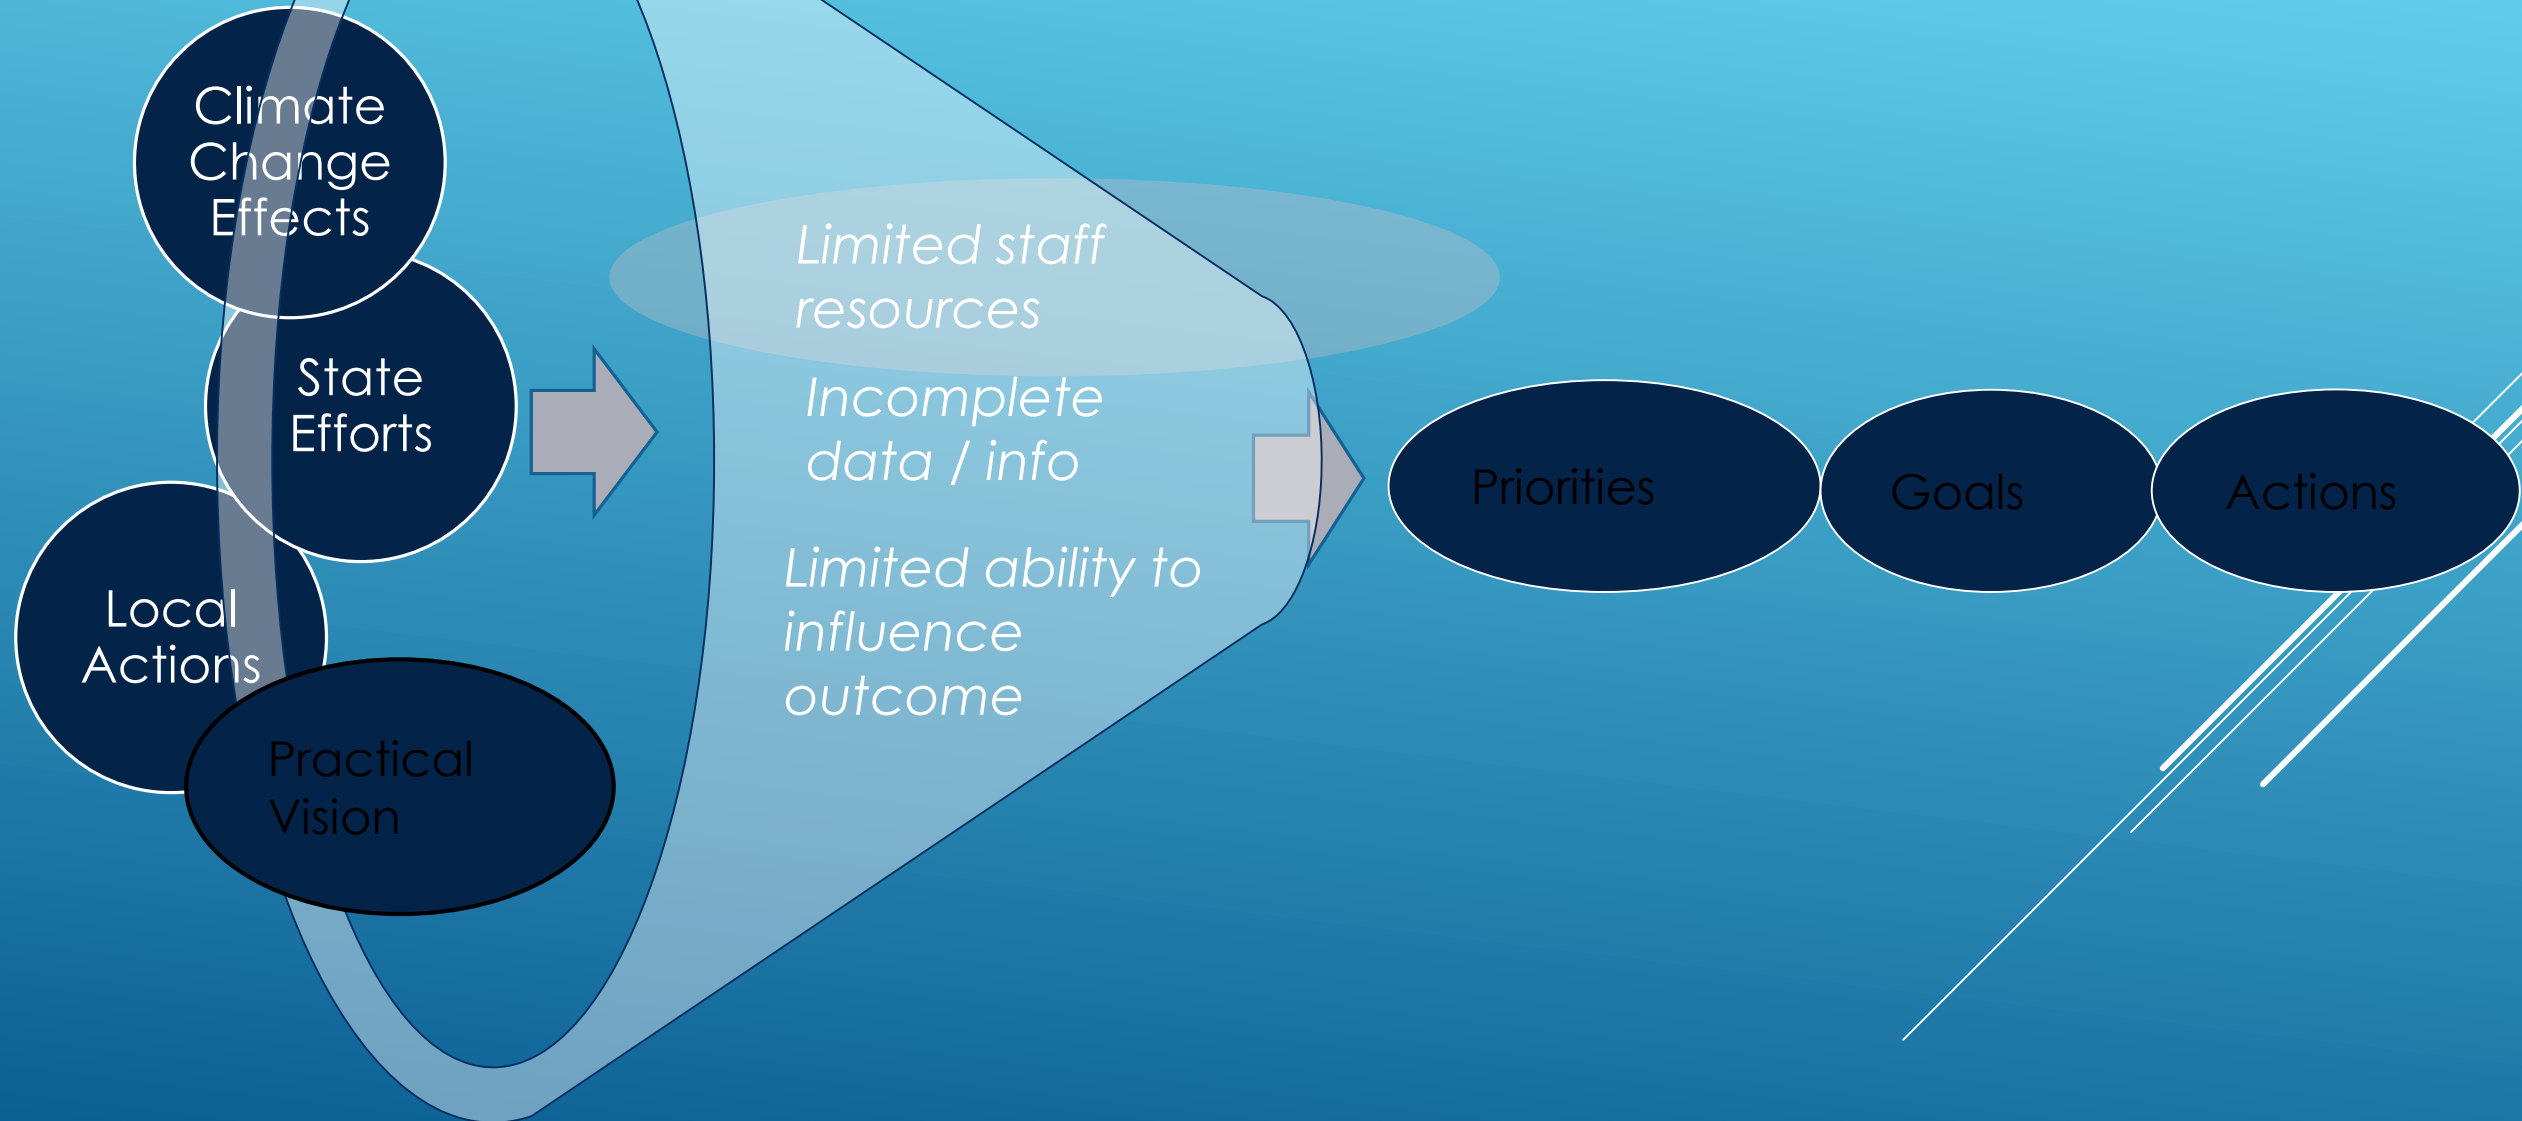 Climate
Change
Effects
State
Efforts
Local
Actions
Practical
Vision
Limited staff
resources
Incomplete
data / info
Limited ability to
influence
outcome
Priorities
Goals
Actions